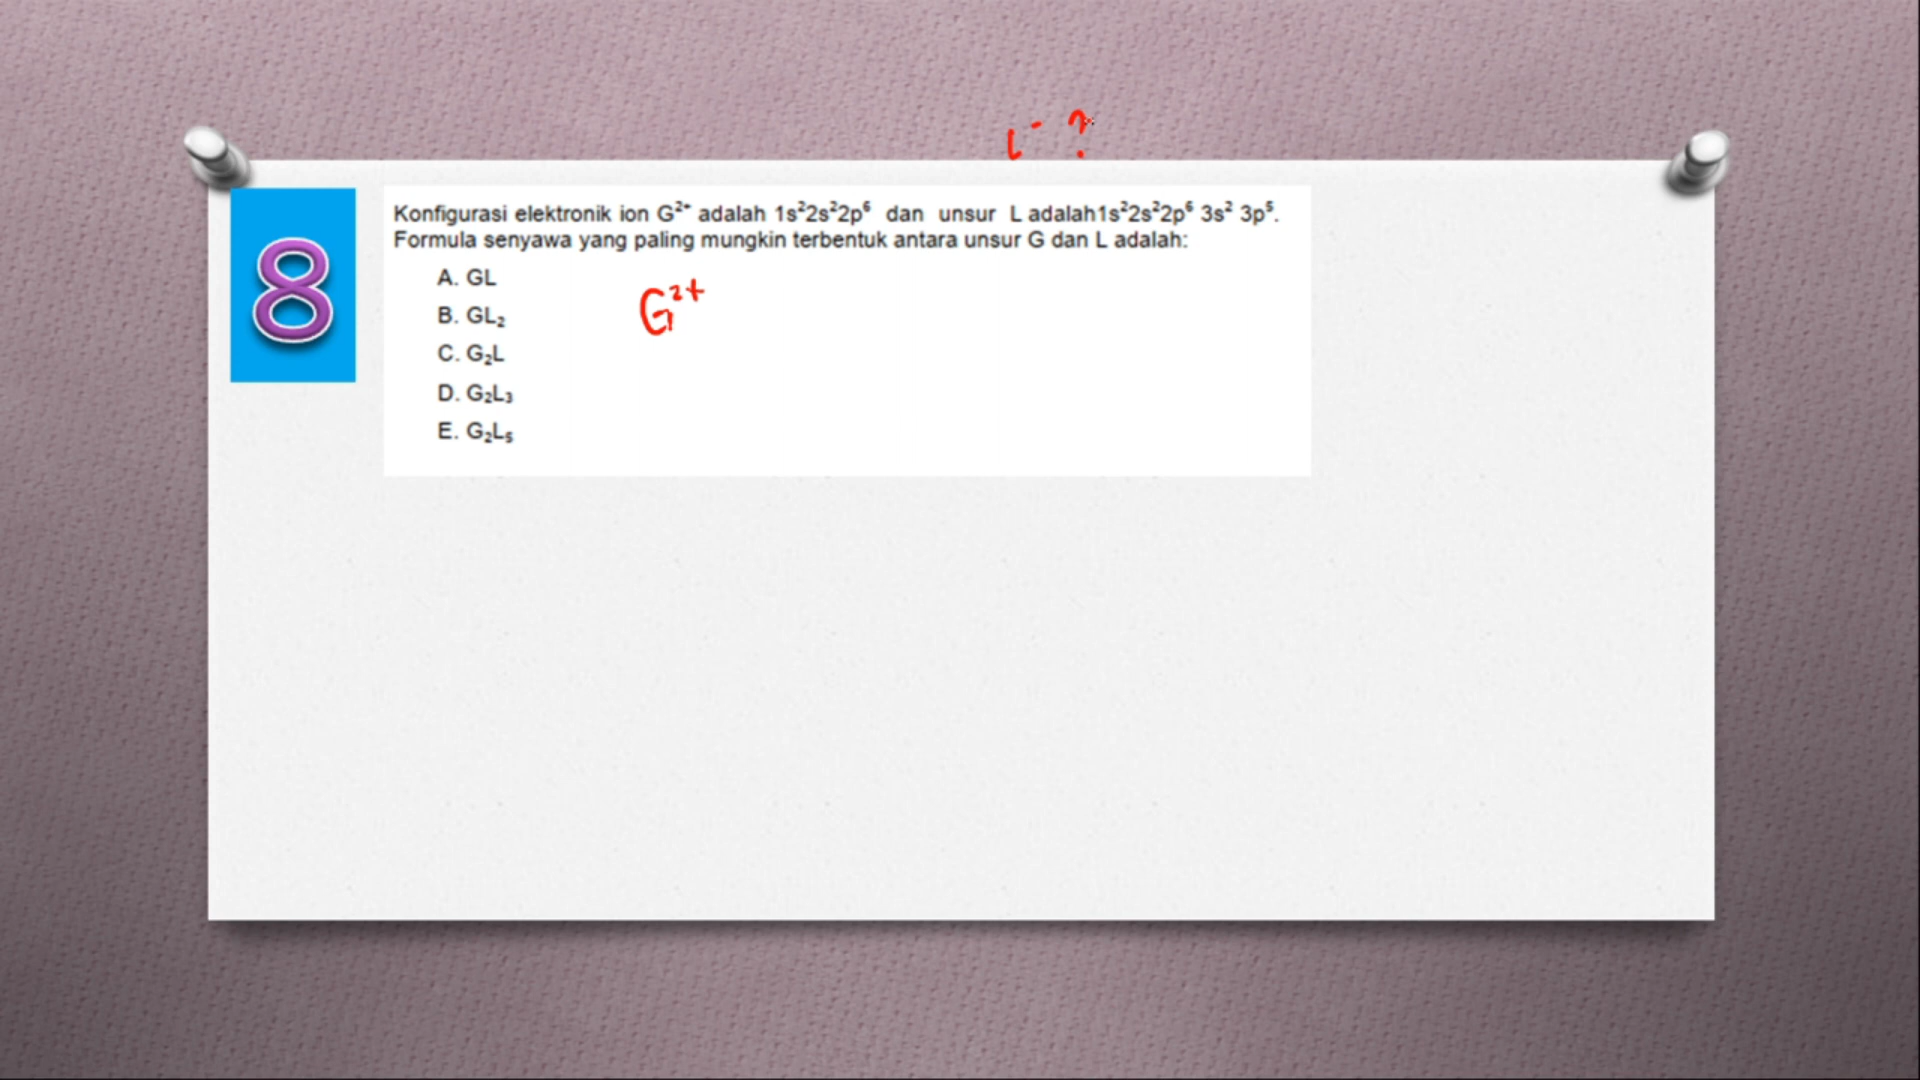 L⁻ ?
8
Konfigurasi elektronik ion G²⁺ adalah 1s²2s²2p⁶ dan unsur L adalah1s²2s²2p⁶ 3s² 3p⁵.
Formula senyawa yang paling mungkin terbentuk antara unsur G dan L adalah:
A. GL
B. GL₂
C. G₂L
D. G₂L₃
E. G₂L₅
G²⁺